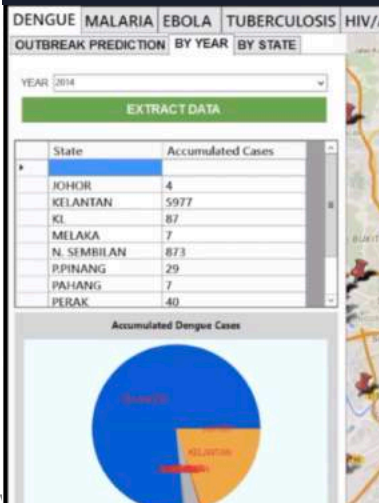 DENGUE MALARIA EBOLA TUBERCULOSIS HIV/
OUTBREAK PREDICTION BY YEAR BY STATE
YEAR 2014
EXTRACT DATA
State Accumulated Cases
JOHOR 4
KELANTAN 5977
KL 87
MELAKA 7
N. SEMBILAN 873
P.PINANG 29
PAHANG 7
PERAK 40
Accumulated Dengue Cases
KELANTAN